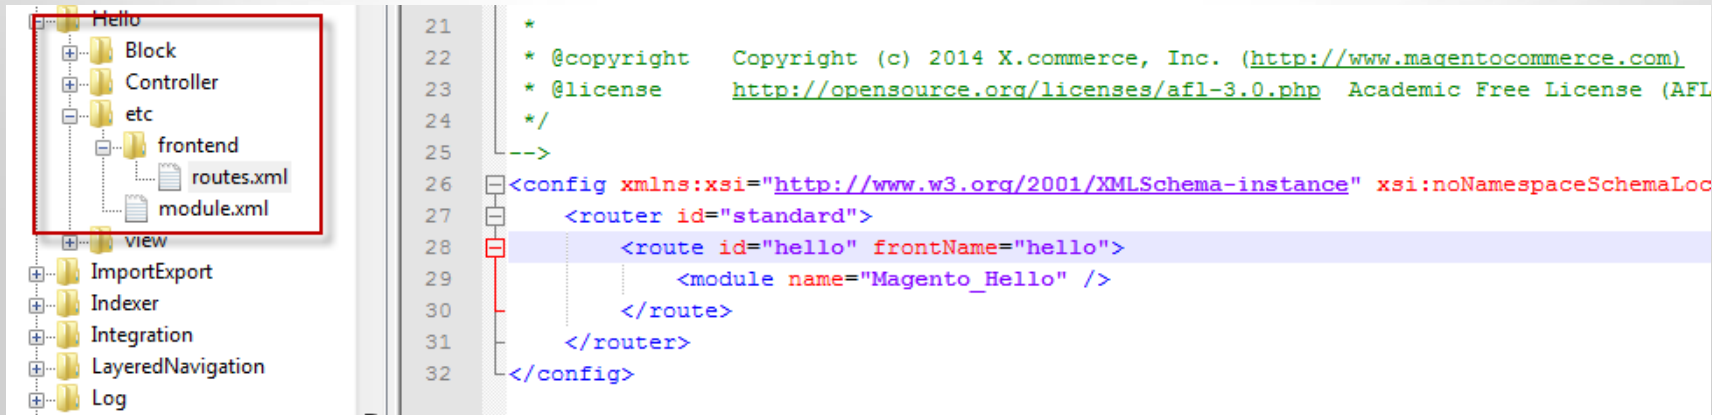 Hello
Block
Controller
etc
frontend
routes.xml
module.xml
view
ImportExport
Indexer
Integration
LayeredNavigation
Log
21 *
22 * @copyright Copyright (c) 2014 X.commerce, Inc. (http://www.magentocommerce.com)
23 * @license http://opensource.org/licenses/afl-3.0.php Academic Free License (AFL
24 */
25 -->
26 <config xmlns:xsi="http://www.w3.org/2001/XMLSchema-instance" xsi:noNamespaceSchemaLoc
27 <router id="standard">
28 <route id="hello" frontName="hello">
29 <module name="Magento_Hello" />
30 </route>
31 </router>
32 </config>